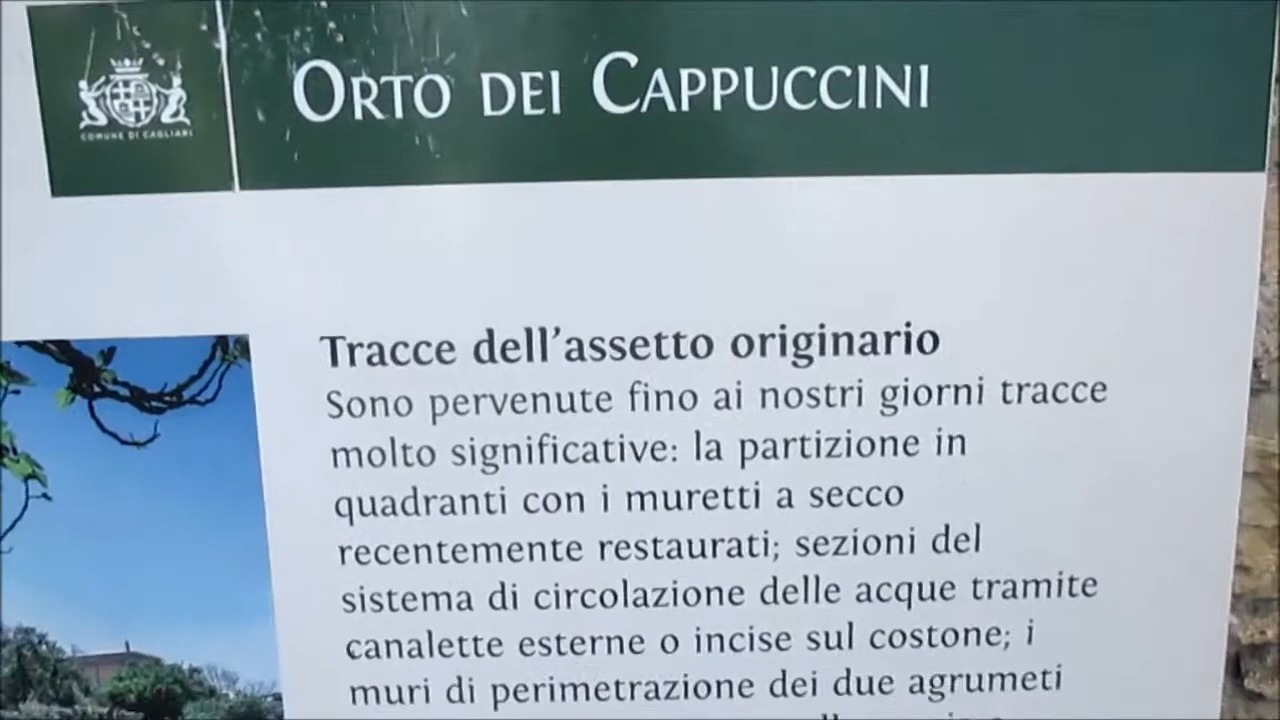 COMUNE DI CAGLIARI
ORTO DEI CAPPUCCINI
Tracce dell'assetto originario
Sono pervenute fino ai nostri giorni tracce
molto significative: la partizione in
quadranti con i muretti a secco
recentemente restaurati; sezioni del
sistema di circolazione delle acque tramite
canalette esterne o incise sul costone; i
muri di perimetrazione dei due agrumeti